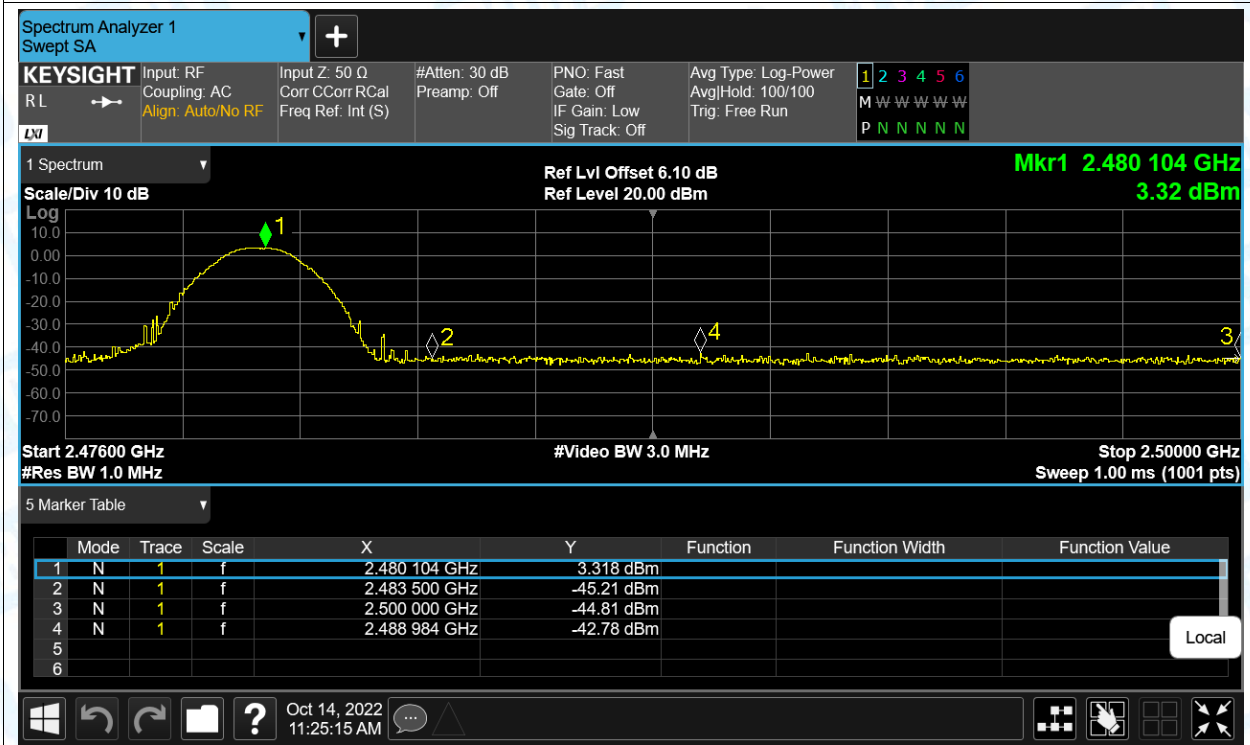 Spectrum Analyzer 1
Swept SA
KEYSIGHT
R L
LXI
Input: RF
Coupling: AC
Align: Auto/No RF
Input Z: 50 Ω
Corr CCorr RCal
Freq Ref: Int (S)
#Atten: 30 dB
Preamp: Off
PNO: Fast
Gate: Off
IF Gain: Low
Sig Track: Off
Avg Type: Log-Power
Avg|Hold: 100/100
Trig: Free Run
1 2 3 4 5 6
M W W W W W
P N N N N N
1 Spectrum
Scale/Div 10 dB
Ref Lvl Offset 6.10 dB
Ref Level 20.00 dBm
Mkr1 2.480 104 GHz
3.32 dBm
Log
10.0
0.00
-10.0
-20.0
-30.0
-40.0
-50.0
-60.0
-70.0
1
2
4
3
Start 2.47600 GHz
#Res BW 1.0 MHz
#Video BW 3.0 MHz
Stop 2.50000 GHz
Sweep 1.00 ms (1001 pts)
5 Marker Table
Mode Trace Scale X Y Function Function Width Function Value
1 N 1 f 2.480 104 GHz 3.318 dBm
2 N 1 f 2.483 500 GHz -45.21 dBm
3 N 1 f 2.500 000 GHz -44.81 dBm
4 N 1 f 2.488 984 GHz -42.78 dBm
5
6
Local
?
Oct 14, 2022
11:25:15 AM